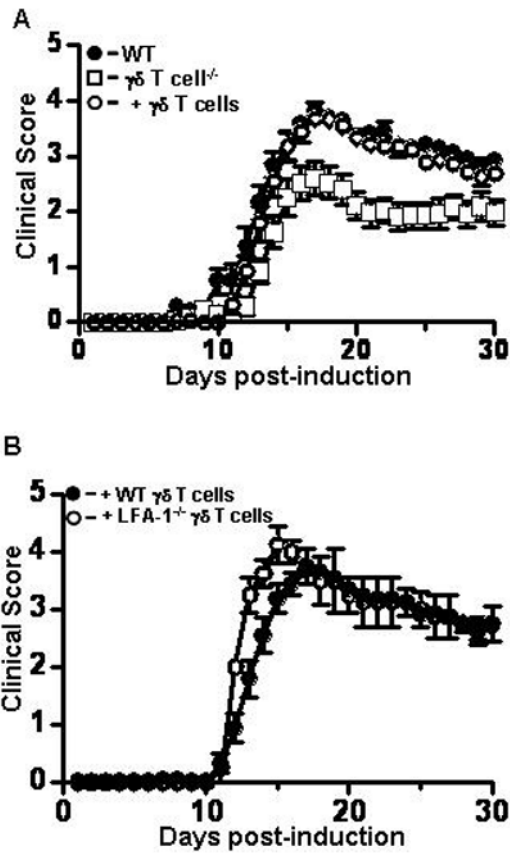 A
● – WT
□ – γδ T cell-/-
○ – + γδ T cells
Clinical Score
5
4
3
2
1
0
0
10
20
30
Days post-induction
B
● – + WT γδ T cells
○ – + LFA-1-/- γδ T cells
Clinical Score
5
4
3
2
1
0
0
10
20
30
Days post-induction